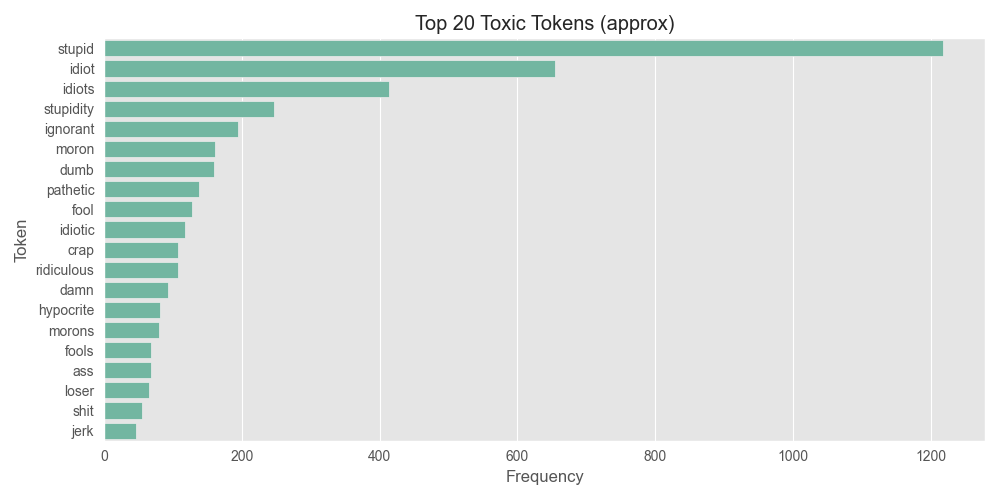 Top 20 Toxic Tokens (approx)
Token
stupid
idiot
idiots
stupidity
ignorant
moron
dumb
pathetic
fool
idiotic
crap
ridiculous
damn
hypocrite
morons
fools
ass
loser
shit
jerk
0 200 400 600 800 1000 1200
Frequency